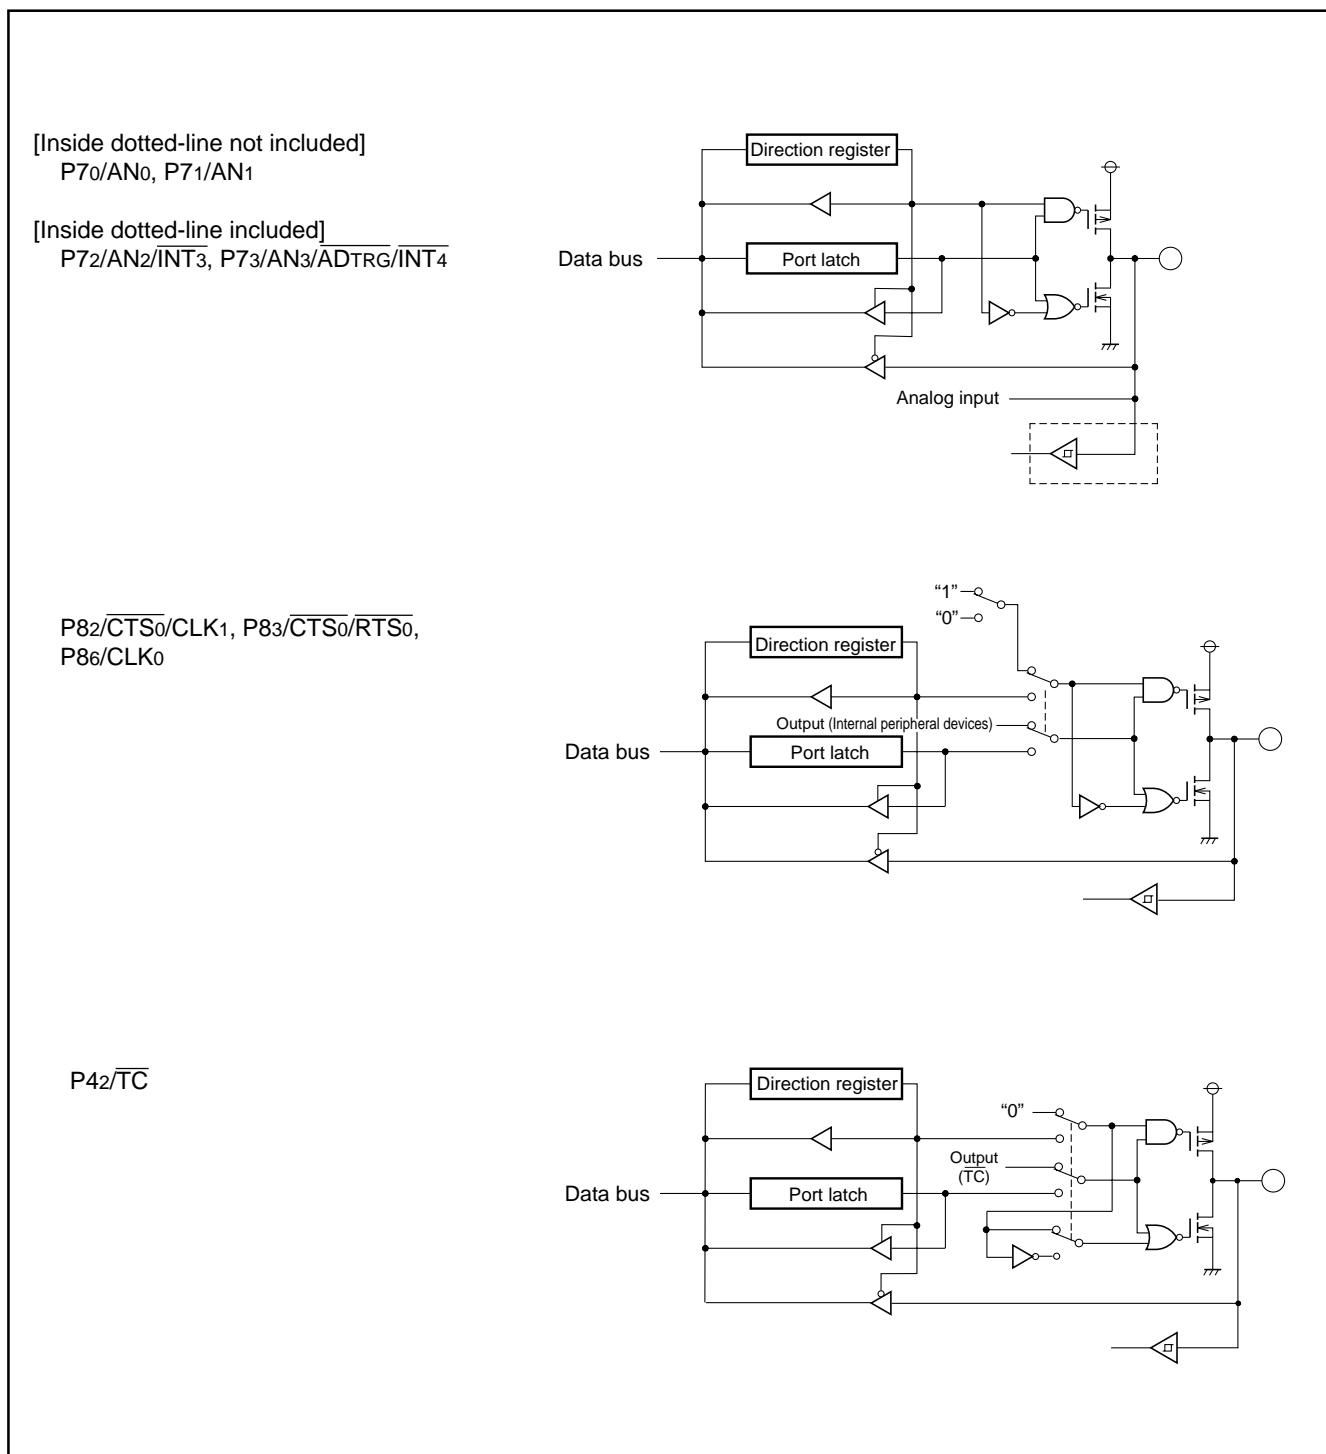 [Inside dotted-line not included]
P70/AN0, P71/AN1
[Inside dotted-line included]
P72/AN2/INT3, P73/AN3/ADTRG/INT4
Direction register
Data bus
Port latch
Analog input
P82/CTS0/CLK1, P83/CTS0/RTS0,
P86/CLK0
“1”
“0”
Direction register
Output (Internal peripheral devices)
Data bus
Port latch
P42/TC
Direction register
“0”
Output
(TC)
Data bus
Port latch